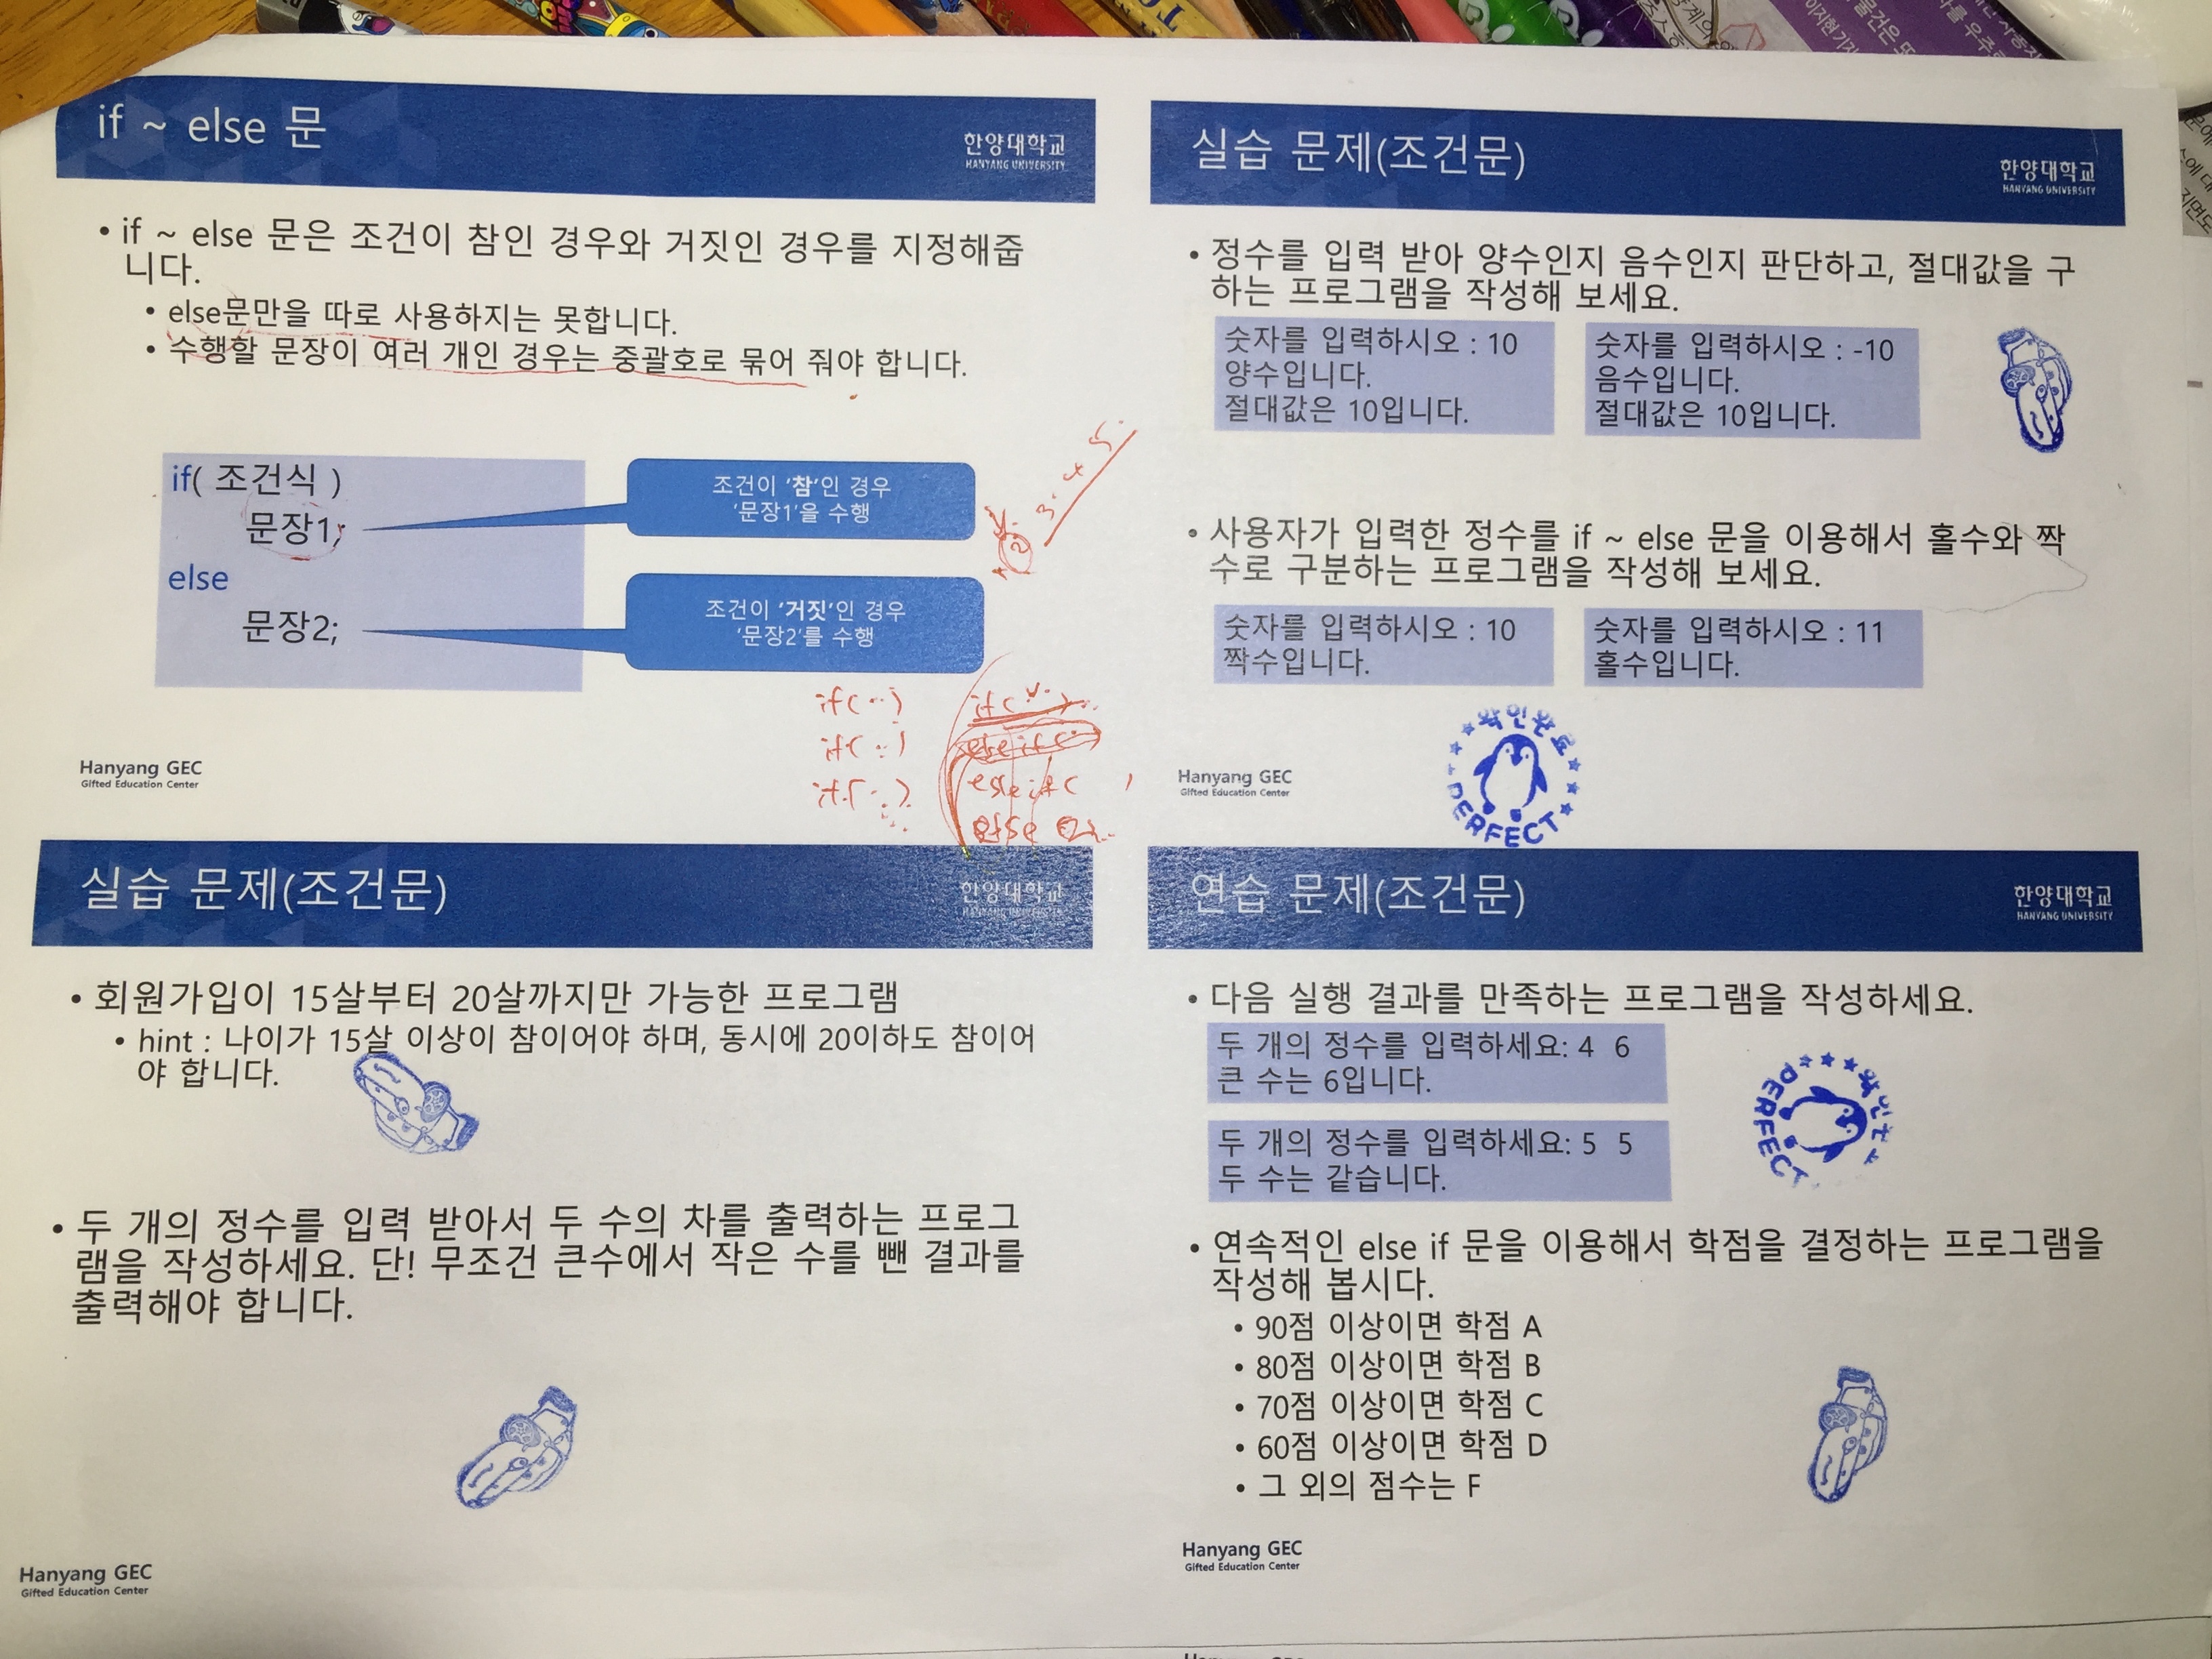 if ~ else 문
한양대학교
HANYANG UNIVERSITY
• if ~ else 문은 조건이 참인 경우와 거짓인 경우를 지정해줍
니다.
• else문만을 따로 사용하지는 못합니다.
• 수행할 문장이 여러 개인 경우는 중괄호로 묶어 줘야 합니다.
if( 조건식 )
문장1;
else
문장2;
조건이 '참'인 경우
'문장1'을 수행
조건이 '거짓'인 경우
'문장2'를 수행
3. 4 5.
2
if(··)
if(··)
if(··)
if(··)
else if(··)
else if(
else
Hanyang GEC
Gifted Education Center
실습 문제(조건문)
한양대학교
HANYANG UNIVERSITY
• 정수를 입력 받아 양수인지 음수인지 판단하고, 절대값을 구
하는 프로그램을 작성해 보세요.
숫자를 입력하시오 : 10
양수입니다.
절대값은 10입니다.
숫자를 입력하시오 : -10
음수입니다.
절대값은 10입니다.
• 사용자가 입력한 정수를 if ~ else 문을 이용해서 홀수와 짝
수로 구분하는 프로그램을 작성해 보세요.
숫자를 입력하시오 : 10
짝수입니다.
숫자를 입력하시오 : 11
홀수입니다.
확인완료
PERFECT
Hanyang GEC
Gifted Education Center
실습 문제(조건문)
한양대학교
HANYANG UNIVERSITY
• 회원가입이 15살부터 20살까지만 가능한 프로그램
• hint : 나이가 15살 이상이 참이어야 하며, 동시에 20이하도 참이어
야 합니다.
• 두 개의 정수를 입력 받아서 두 수의 차를 출력하는 프로그
램을 작성하세요. 단! 무조건 큰수에서 작은 수를 뺀 결과를
출력해야 합니다.
Hanyang GEC
Gifted Education Center
연습 문제(조건문)
한양대학교
HANYANG UNIVERSITY
• 다음 실행 결과를 만족하는 프로그램을 작성하세요.
두 개의 정수를 입력하세요: 4 6
큰 수는 6입니다.
두 개의 정수를 입력하세요: 5 5
두 수는 같습니다.
PERFECT
• 연속적인 else if 문을 이용해서 학점을 결정하는 프로그램을
작성해 봅시다.
• 90점 이상이면 학점 A
• 80점 이상이면 학점 B
• 70점 이상이면 학점 C
• 60점 이상이면 학점 D
• 그 외의 점수는 F
Hanyang GEC
Gifted Education Center